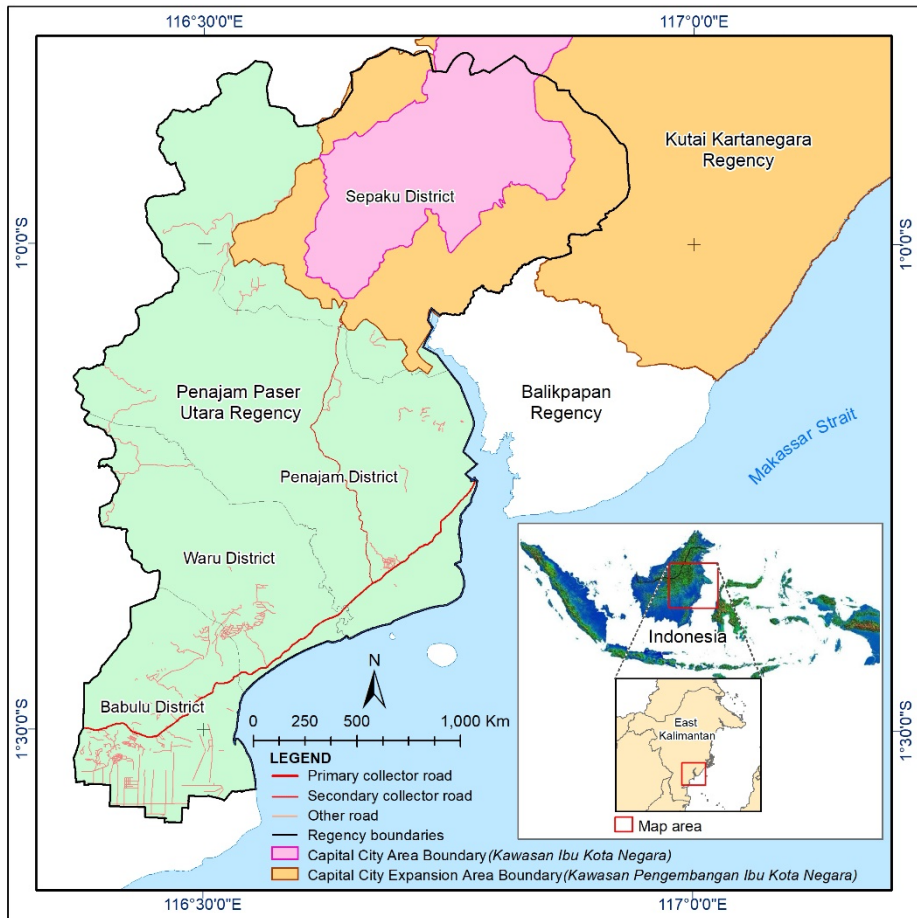 116°30'0"E
117°0'0"E
Kutai Kartanegara
Regency
Sepaku District
1°0'0"S
1°0'0"S
Penajam Paser
Utara Regency
Balikpapan
Regency
Makassar Strait
Penajam District
Waru District
Indonesia
N
Babulu District
0 250 500 1,000 Km
East
Kalimantan
1°30'0"S
1°30'0"S
LEGEND
Primary collector road
Secondary collector road
Other road
Regency boundaries
Capital City Area Boundary(Kawasan Ibu Kota Negara)
Capital City Expansion Area Boundary(Kawasan Pengembangan Ibu Kota Negara)
Map area
116°30'0"E
117°0'0"E